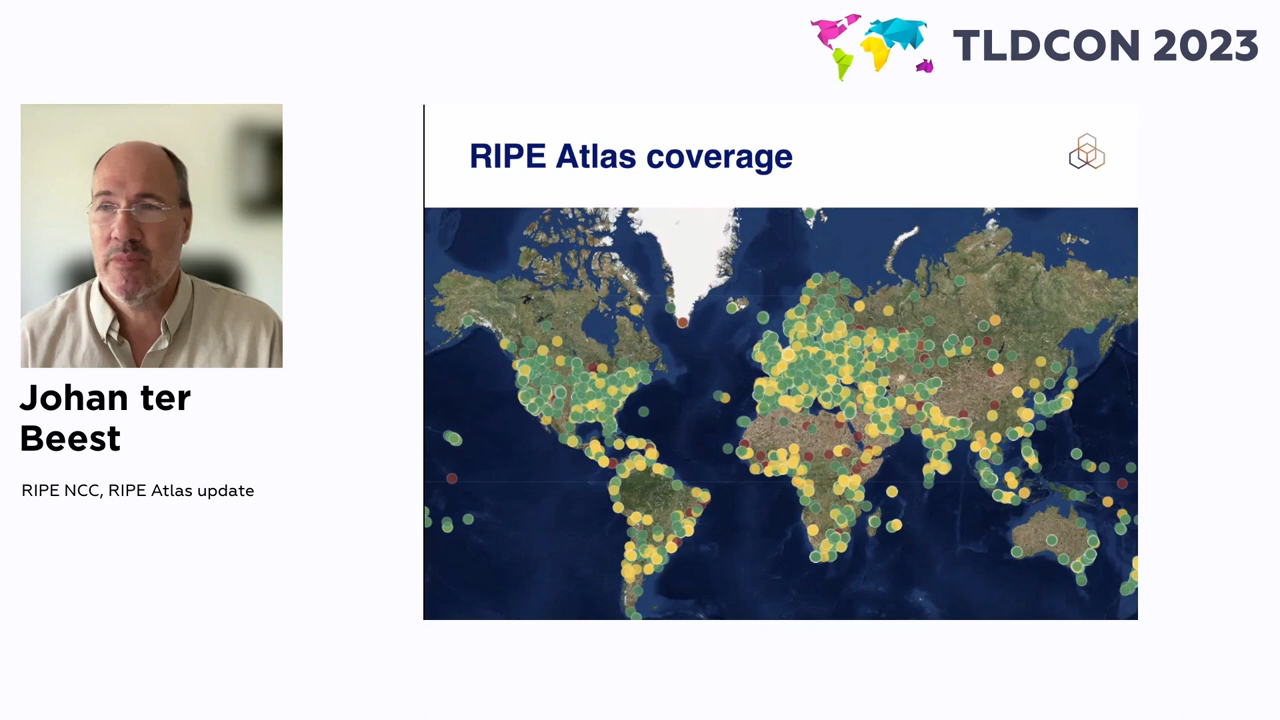 TLDCON 2023
RIPE Atlas coverage
Johan ter
Beest
RIPE NCC, RIPE Atlas update